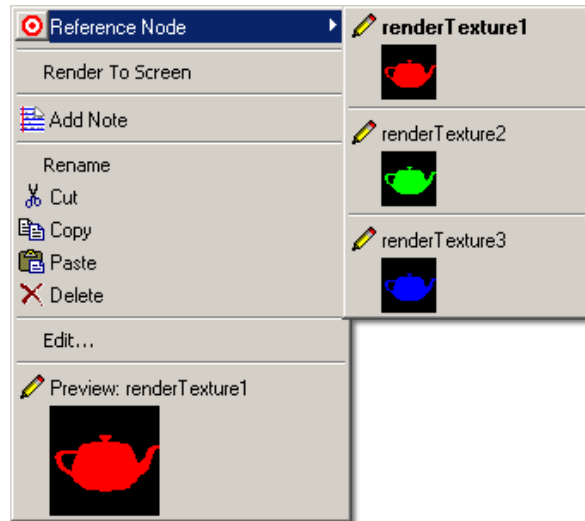 Reference Node
Render To Screen
Add Note
Rename
Cut
Copy
Paste
Delete
Edit...
Preview: renderTexture1
renderTexture1
renderTexture2
renderTexture3